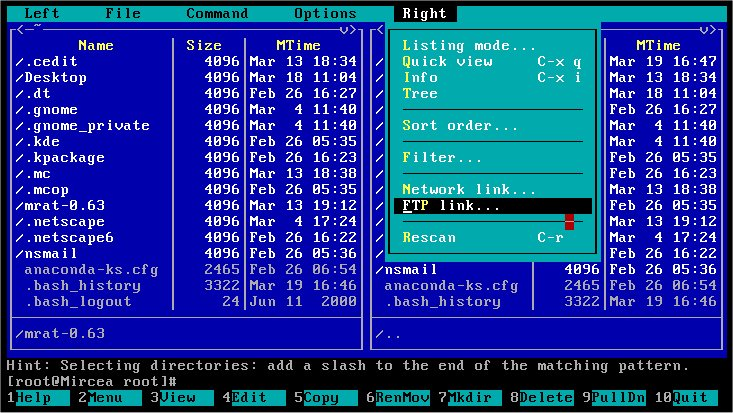 Left File Command Options Right
<─~ v> <
Name Size MTime MTime
/.cedit 4096 Mar 13 18:34 Listing mode... Mar 19 16:47
/Desktop 4096 Mar 18 11:04 Quick view C-x q Mar 13 18:34
/.dt 4096 Feb 26 16:27 Info C-x i Mar 18 11:04
/.gnome 4096 Mar 4 11:40 Tree Feb 26 16:27
/.gnome_private 4096 Mar 4 11:40 Mar 4 11:40
/.kde 4096 Feb 26 05:35 Sort order... Mar 4 11:40
/.kpackage 4096 Feb 26 16:23 Feb 26 05:35
/.mc 4096 Mar 13 18:38 Filter... Feb 26 16:23
/.mcop 4096 Feb 26 05:35 Mar 13 18:38
/mrat-0.63 4096 Mar 13 19:12 Network link... Feb 26 05:35
/.netscape 4096 Mar 4 17:24 FTP link... Mar 13 19:12
/.netscape6 4096 Feb 26 16:22 Mar 4 17:24
/nsmail 4096 Feb 26 05:36 Rescan C-r Feb 26 16:22
anaconda-ks.cfg 2465 Feb 26 06:54 /nsmail 4096 Feb 26 05:36
.bash_history 3322 Mar 19 16:46 anaconda-ks.cfg 2465 Feb 26 06:54
.bash_logout 24 Jun 11 2000 .bash_history 3322 Mar 19 16:46
/mrat-0.63 /..
Hint: Selecting directories: add a slash to the end of the matching pattern.
[root@Mircea root]#
1Help 2Menu 3View 4Edit 5Copy 6RenMov 7Mkdir 8Delete 9PullDn 10Quit